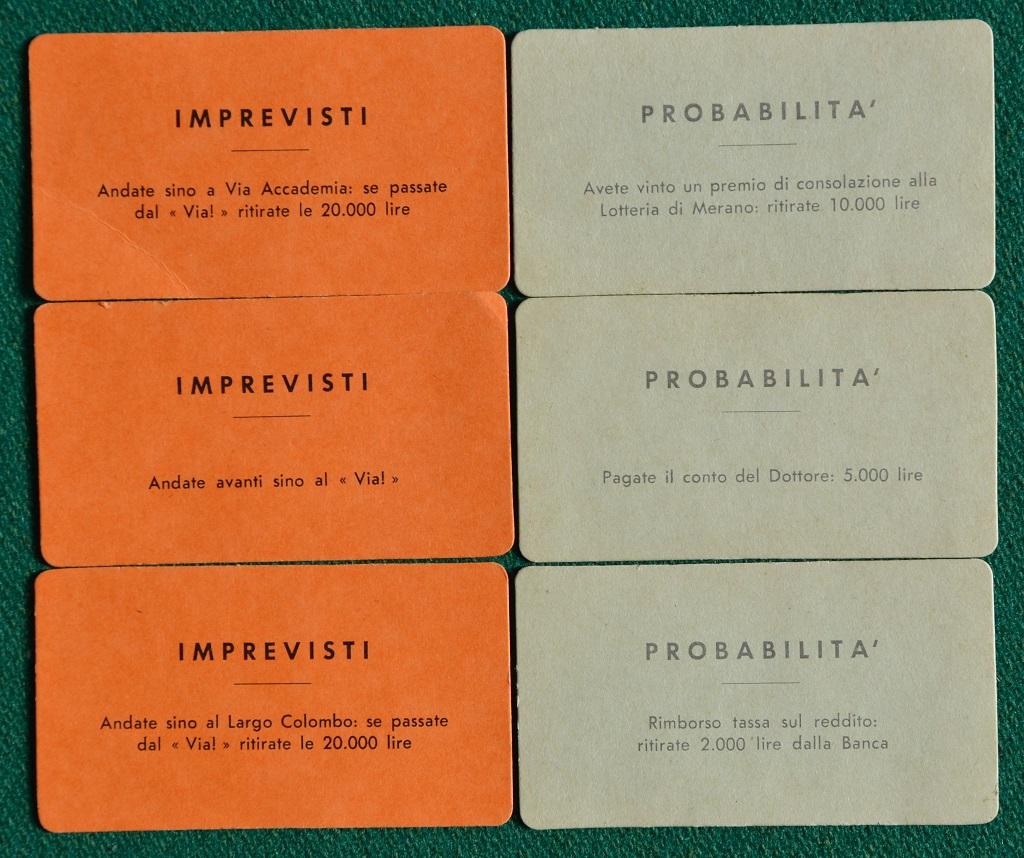 IMPREVISTI
Andate sino a Via Accademia: se passate
dal « Via! » ritirate le 20.000 lire
PROBABILITA'
Avete vinto un premio di consolazione alla
Lotteria di Merano: ritirate 10.000 lire
IMPREVISTI
Andate avanti sino al « Via! »
PROBABILITA'
Pagate il conto del Dottore: 5.000 lire
IMPREVISTI
Andate sino al Largo Colombo: se passate
dal « Via! » ritirate le 20.000 lire
PROBABILITA'
Rimborso tassa sul reddito:
ritirate 2.000 lire dalla Banca